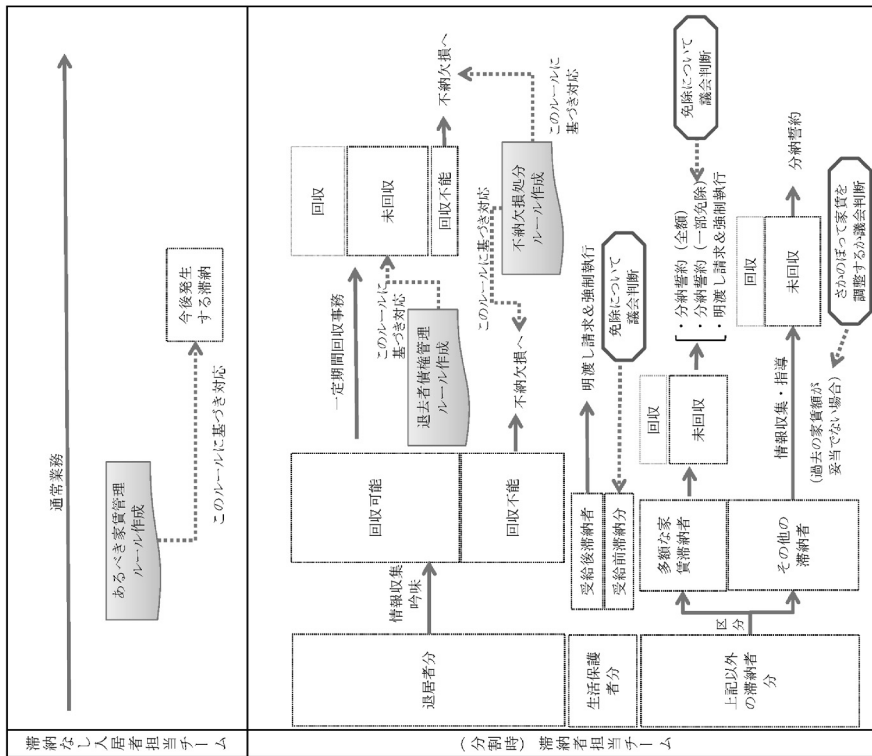 滞納なし入居者担当チーム
通常業務
あるべき家賃管理
ルール作成
このルールに基づき対応
今後発生
する滞納
(分割時) 滞納者担当チーム
退居者分
情報収集
吟味
回収可能
回収不能
一定期間回収事務
退去者債権管理
ルール作成
このルールに
基づき対応
回収
未回収
回収不能
不納欠損へ
不納欠損へ
このルールに基づき対応
不納欠損処分
ルール作成
このルールに
基づき対応
生活保護
者分
受給後滞納者
受給前滞納分
明渡し請求&強制執行
免除について
議会判断
上記以外
の滞納者
分
区分
多額な家
賃滞納者
その他の
滞納者
回収
未回収
・分納誓約(全額)
・分納誓約(一部免除)
・明渡し請求&強制執行
免除について
議会判断
情報収集・指導
回収
未回収
分納誓約
(過去の家賃額が
妥当でない場合)
さかのぼって家賃を
調整するか議会判断